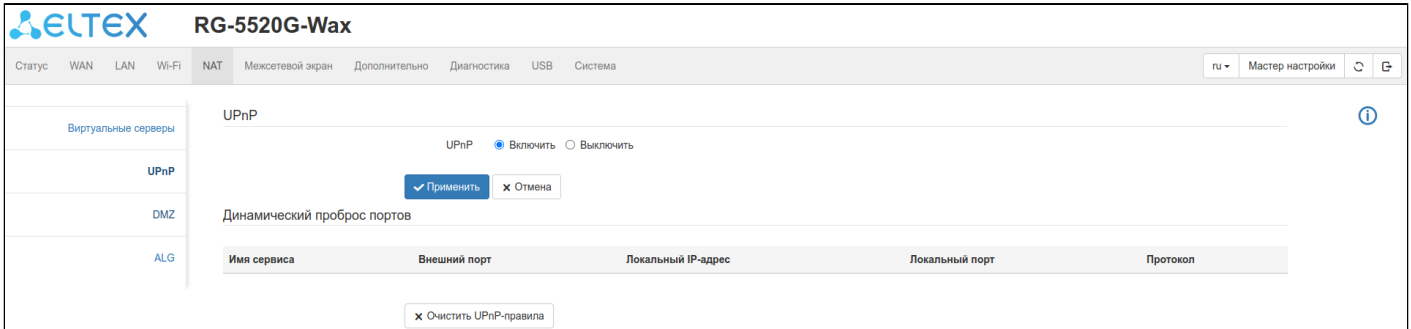 ELTEX RG-5520G-Wax
Статус WAN LAN Wi-Fi NAT Межсетевой экран Дополнительно Диагностика USB Система ru Мастер настройки
Виртуальные серверы
UPnP
DMZ
ALG
UPnP
UPnP Включить Выключить
Применить Отмена
Динамический проброс портов
Имя сервиса Внешний порт Локальный IP-адрес Локальный порт Протокол
Очистить UPnP-правила